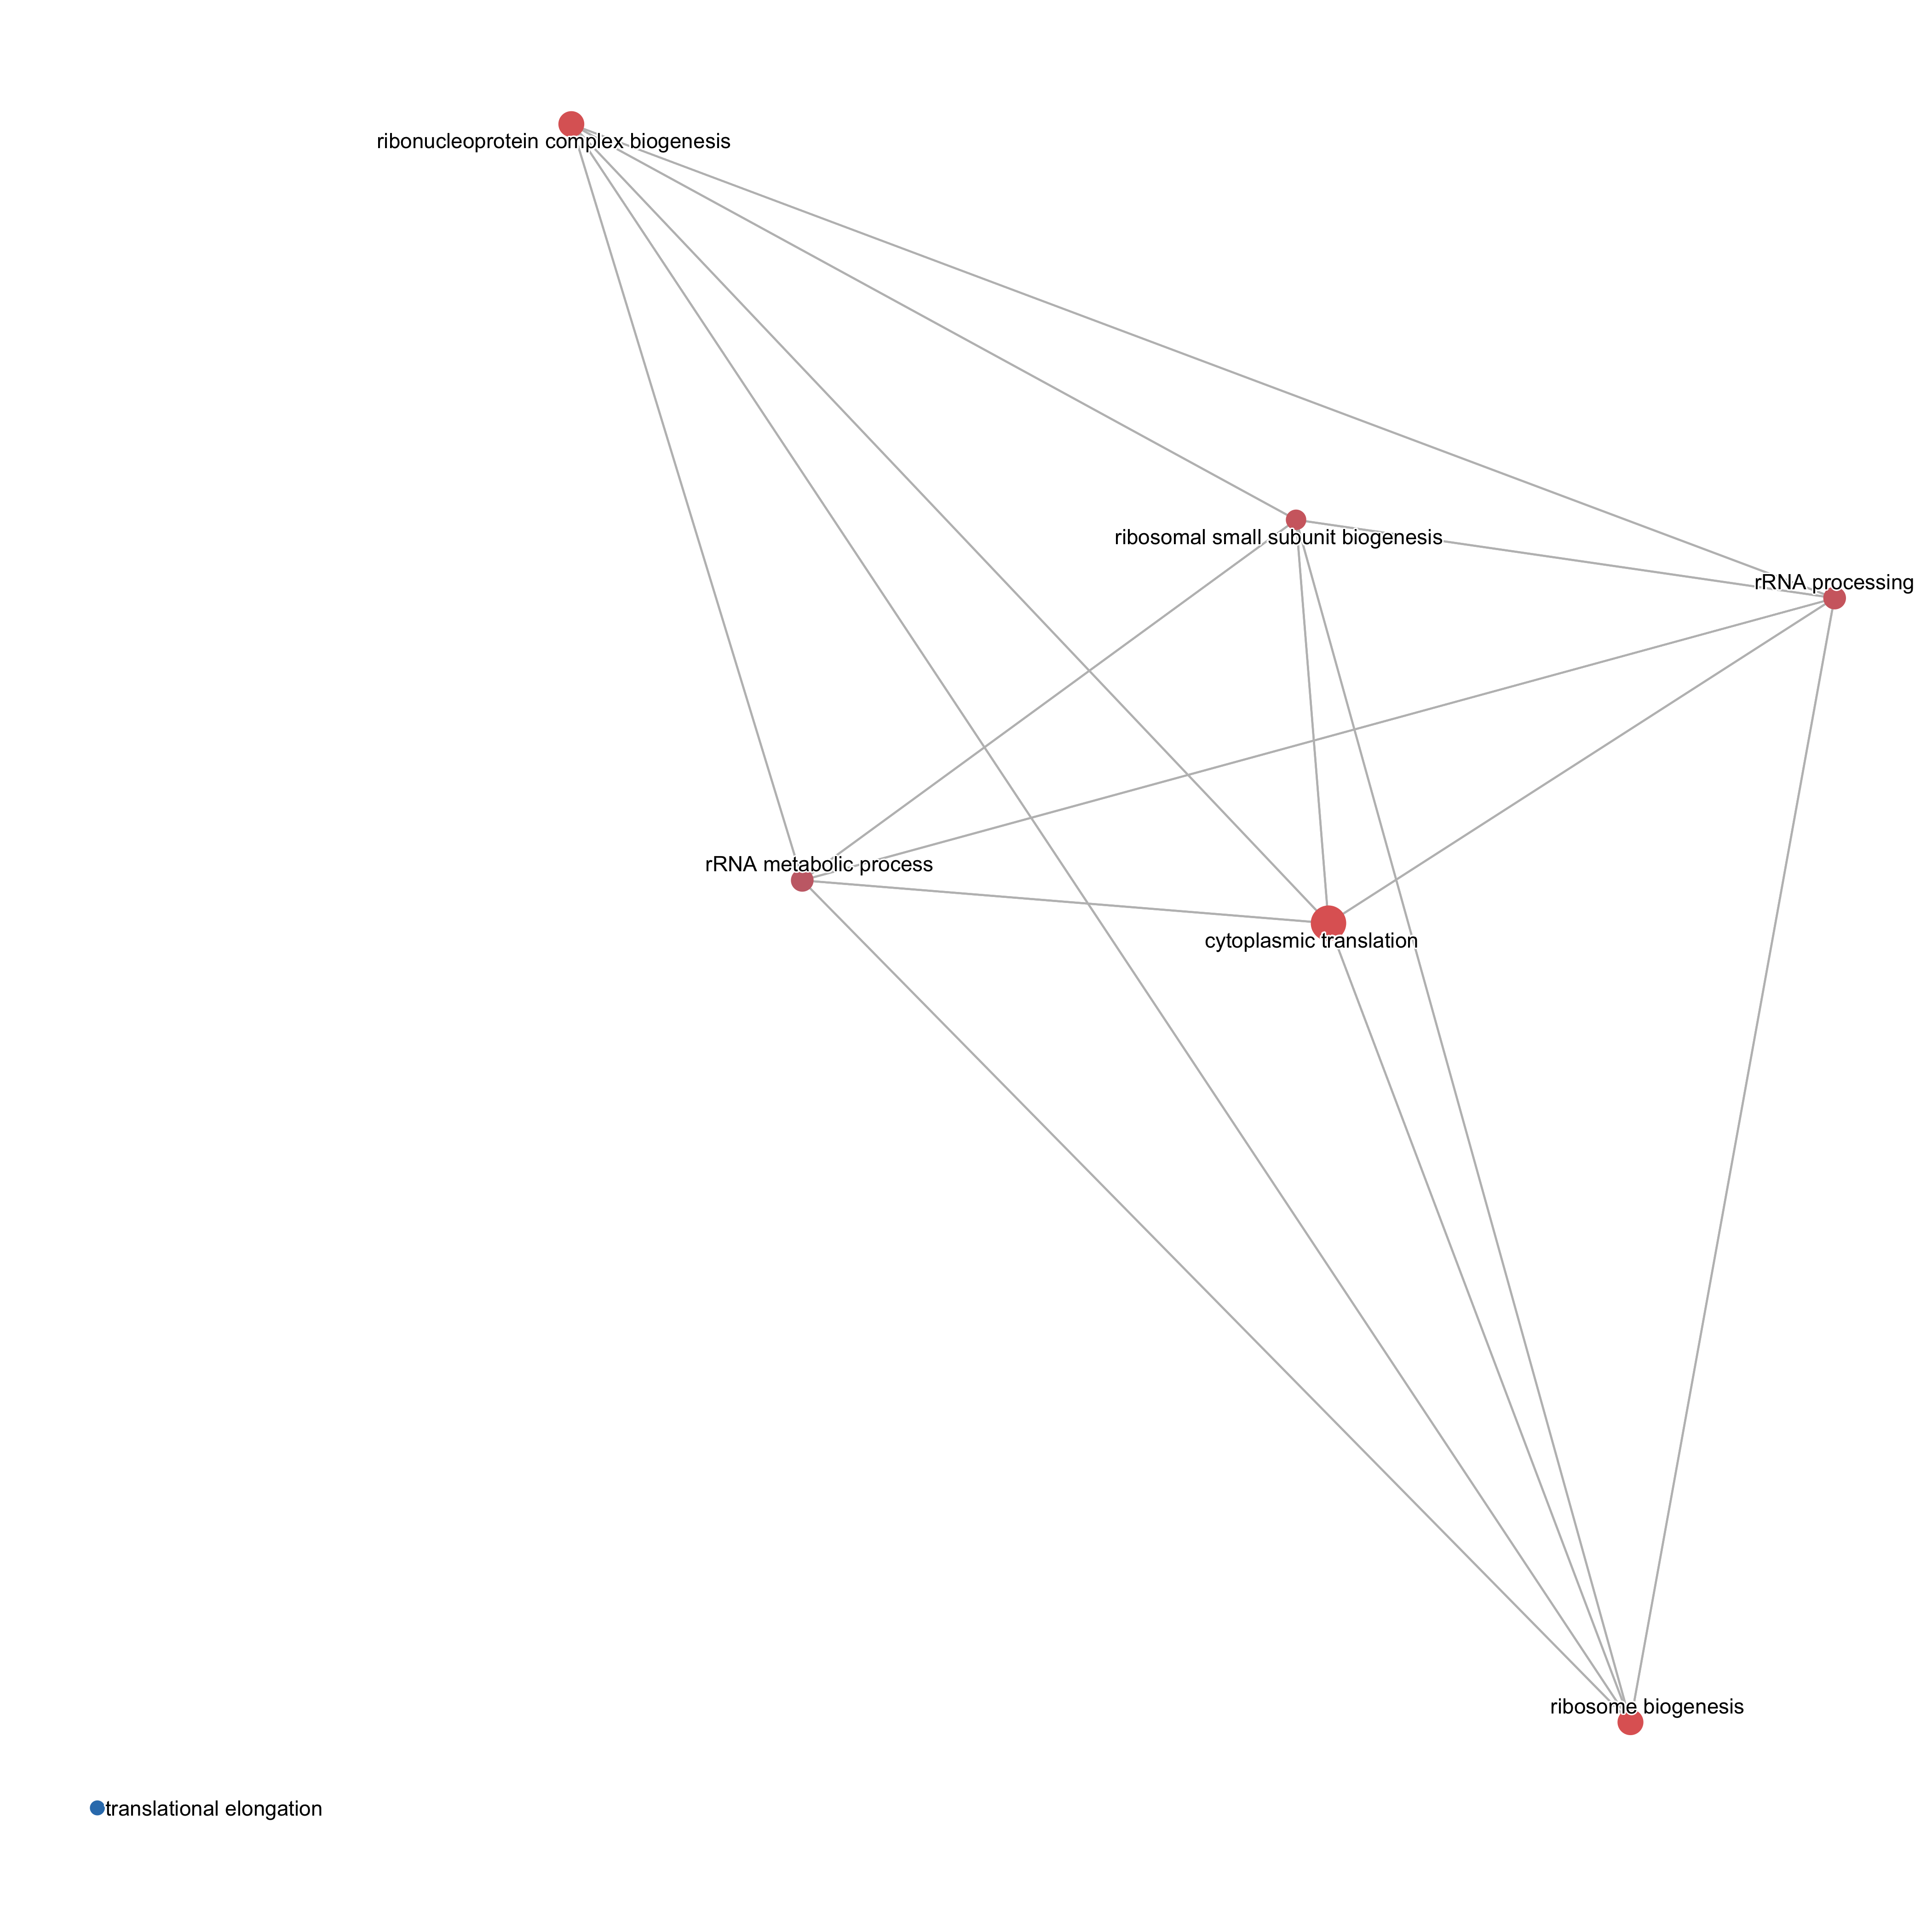 ribonucleoprotein complex biogenesis
ribosomal small subunit biogenesis
rRNA processing
rRNA metabolic process
cytoplasmic translation
ribosome biogenesis
translational elongation